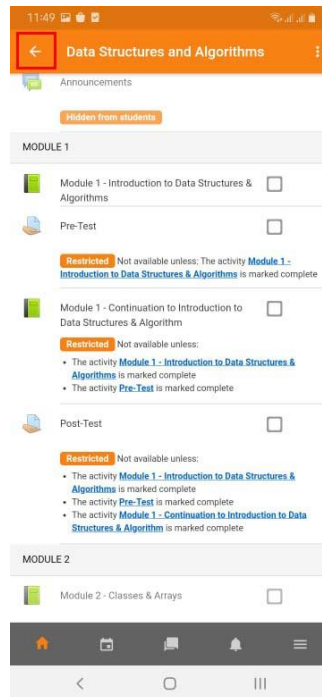 11:49
Data Structures and Algorithms
Announcements
Hidden from students
MODULE 1
Module 1 - Introduction to Data Structures &
Algorithms
Pre-Test
Restricted Not available unless: The activity Module 1 -
Introduction to Data Structures & Algorithms is marked complete
Module 1 - Continuation to Introduction to
Data Structures & Algorithm
Restricted Not available unless:
• The activity Module 1 - Introduction to Data Structures &
Algorithms is marked complete
• The activity Pre-Test is marked complete
Post-Test
Restricted Not available unless:
• The activity Module 1 - Introduction to Data Structures &
Algorithms is marked complete
• The activity Pre-Test is marked complete
• The activity Module 1 - Continuation to Introduction to Data
Structures & Algorithm is marked complete
MODULE 2
Module 2 - Classes & Arrays